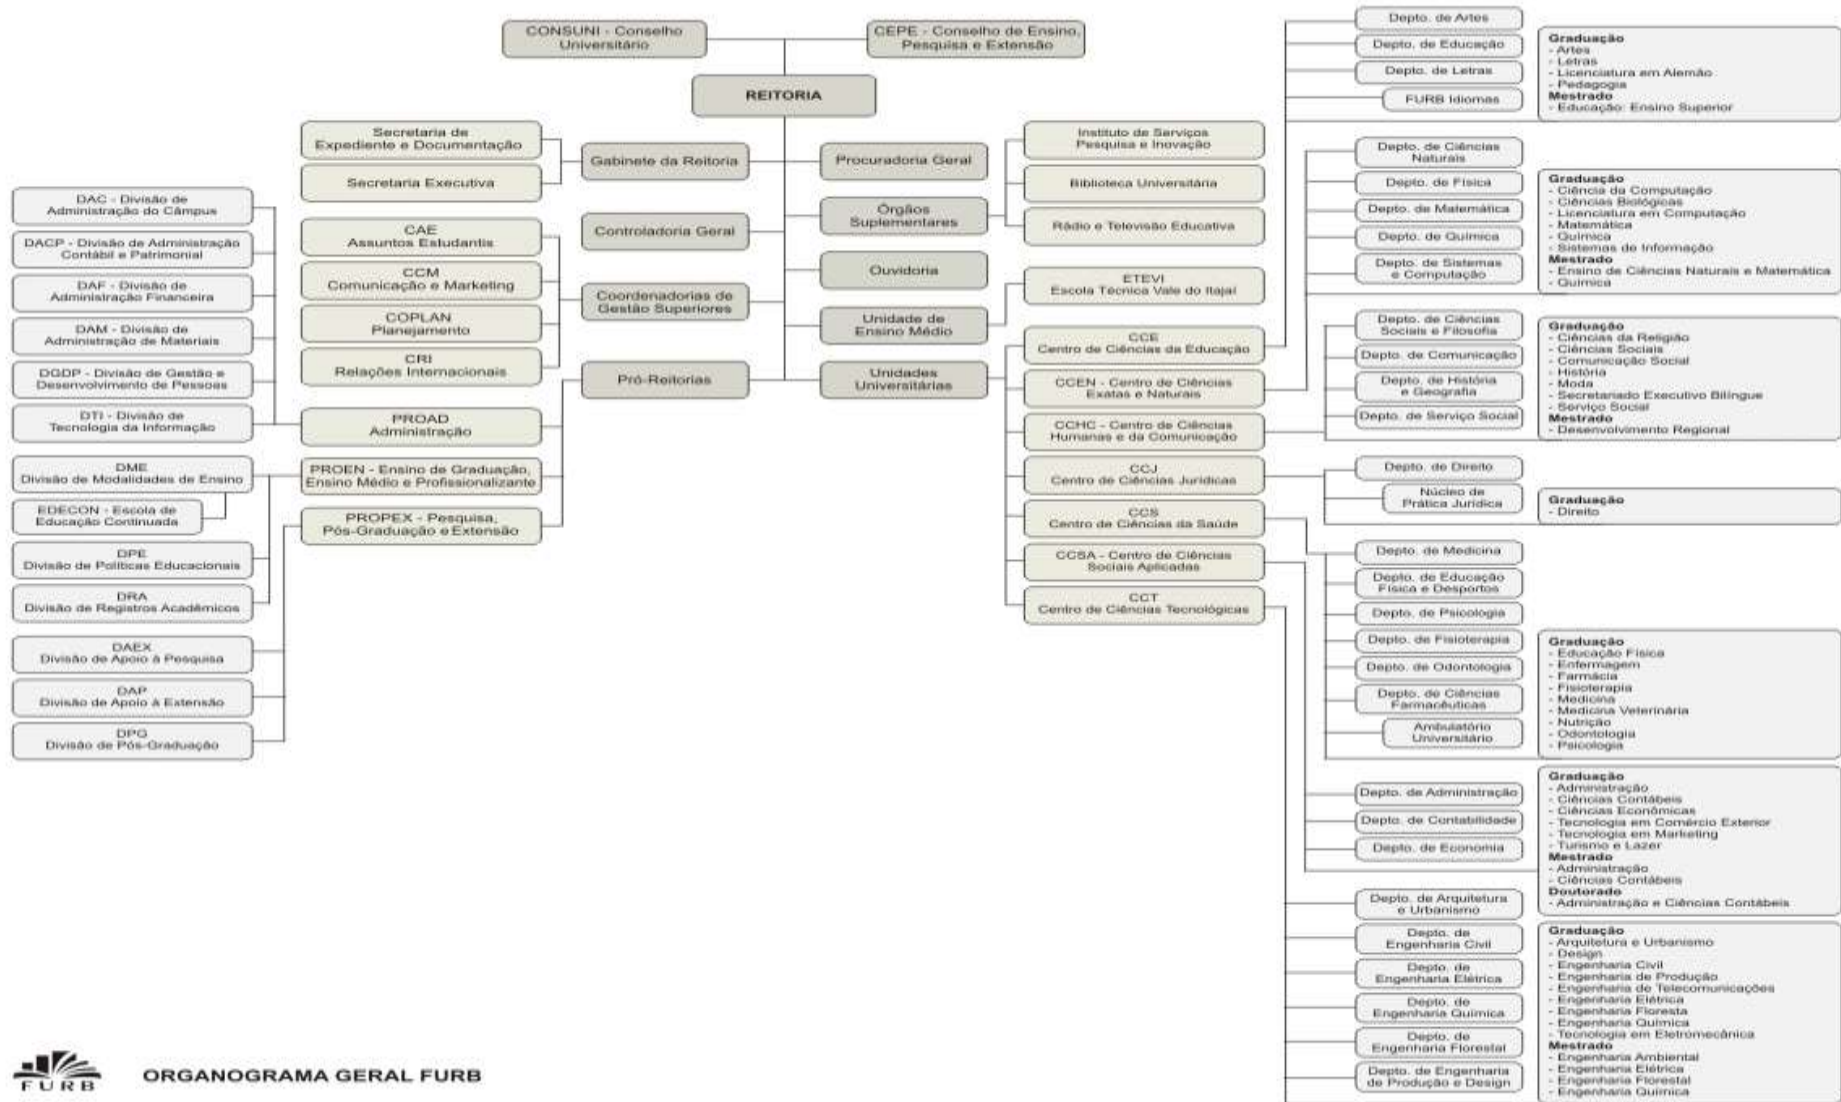 CONSUNI - Conselho
Universitário
CEPE - Conselho de Ensino,
Pesquisa e Extensão
REITORIA
Gabinete da Reitoria
Secretaria de
Expediente e Documentação
Secretaria Executiva
Procuradoria Geral
Controladoria Geral
Órgãos
Suplementares
Instituto de Serviços
Pesquisa e Inovação
Biblioteca Universitária
Rádio e Televisão Educativa
Ouvidoria
Coordenadorias de
Gestão Superiores
CAE
Assuntos Estudantis
CCM
Comunicação e Marketing
COPLAN
Planejamento
CRI
Relações Internacionais
Unidade de
Ensino Médio
ETEVI
Escola Técnica Vale do Itajaí
Pró-Reitorias
PROAD
Administração
DAC - Divisão de
Administração do Câmpus
DACP - Divisão de Administração
Contábil e Patrimonial
DAF - Divisão de
Administração Financeira
DAM - Divisão de
Administração de Materiais
DGDP - Divisão de Gestão e
Desenvolvimento de Pessoas
DTI - Divisão de
Tecnologia da Informação
PROEN - Ensino de Graduação,
Ensino Médio e Profissionalizante
DME
Divisão de Modalidades de Ensino
EDECON - Escola de
Educação Continuada
DPE
Divisão de Políticas Educacionais
DRA
Divisão de Registros Acadêmicos
PROPEX - Pesquisa,
Pós-Graduação e Extensão
DAEX
Divisão de Apoio à Pesquisa
DAP
Divisão de Apoio à Extensão
DPG
Divisão de Pós-Graduação
Unidades
Universitárias
CCE
Centro de Ciências da Educação
CCEN - Centro de Ciências
Exatas e Naturais
CCHC - Centro de Ciências
Humanas e da Comunicação
CCJ
Centro de Ciências Jurídicas
CCS
Centro de Ciências da Saúde
CCSA - Centro de Ciências
Sociais Aplicadas
CCT
Centro de Ciências Tecnológicas
Depto. de Artes
Depto. de Educação
Depto. de Letras
FURB Idiomas
Graduação
- Artes
- Letras
- Licenciatura em Alemão
- Pedagogia
Mestrado
- Educação: Ensino Superior
Depto. de Ciências
Naturais
Depto. de Física
Depto. de Matemática
Depto. de Química
Depto. de Sistemas
e Computação
Graduação
- Ciência da Computação
- Ciências Biológicas
- Licenciatura em Computação
- Matemática
- Química
- Sistemas de Informação
Mestrado
- Ensino de Ciências Naturais e Matemática
- Química
Depto. de Ciências
Sociais e Filosofia
Depto. de Comunicação
Depto. de História
e Geografia
Depto. de Serviço Social
Graduação
- Ciências da Religião
- Ciências Sociais
- Comunicação Social
- História
- Moda
- Secretariado Executivo Bilíngue
- Serviço Social
Mestrado
- Desenvolvimento Regional
Depto. de Direito
Núcleo de
Prática Jurídica
Graduação
- Direito
Depto. de Medicina
Depto. de Educação
Física e Desportos
Depto. de Psicologia
Depto. de Fisioterapia
Depto. de Odontologia
Depto. de Ciências
Farmacêuticas
Ambulatório
Universitário
Graduação
- Educação Física
- Enfermagem
- Farmácia
- Fisioterapia
- Medicina
- Medicina Veterinária
- Nutrição
- Odontologia
- Psicologia
Depto. de Administração
Depto. de Contabilidade
Depto. de Economia
Graduação
- Administração
- Ciências Contábeis
- Ciências Econômicas
- Tecnologia em Comércio Exterior
- Tecnologia em Marketing
- Turismo e Lazer
Mestrado
- Administração
- Ciências Contábeis
Doutorado
- Administração e Ciências Contábeis
Depto. de Arquitetura
e Urbanismo
Depto. de
Engenharia Civil
Depto. de
Engenharia Elétrica
Depto. de
Engenharia Química
Depto. de
Engenharia Florestal
Depto. de Engenharia
de Produção e Design
Graduação
- Arquitetura e Urbanismo
- Design
- Engenharia Civil
- Engenharia de Produção
- Engenharia de Telecomunicações
- Engenharia Elétrica
- Engenharia Floresta
- Engenharia Química
- Tecnologia em Eletromecânica
Mestrado
- Engenharia Ambiental
- Engenharia Elétrica
- Engenharia Florestal
- Engenharia Química
FURB
ORGANOGRAMA GERAL FURB